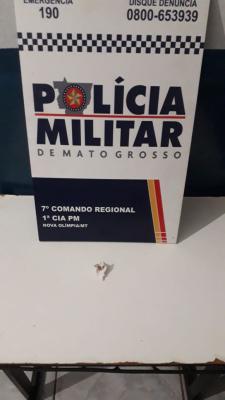 EMERGÊNCIA
190
DISQUE DENÚNCIA
0800-653939
POLÍCIA
MILITAR
DE MATO GROSSO
7º COMANDO REGIONAL
1ª CIA PM
NOVA OLÍMPIA/MT